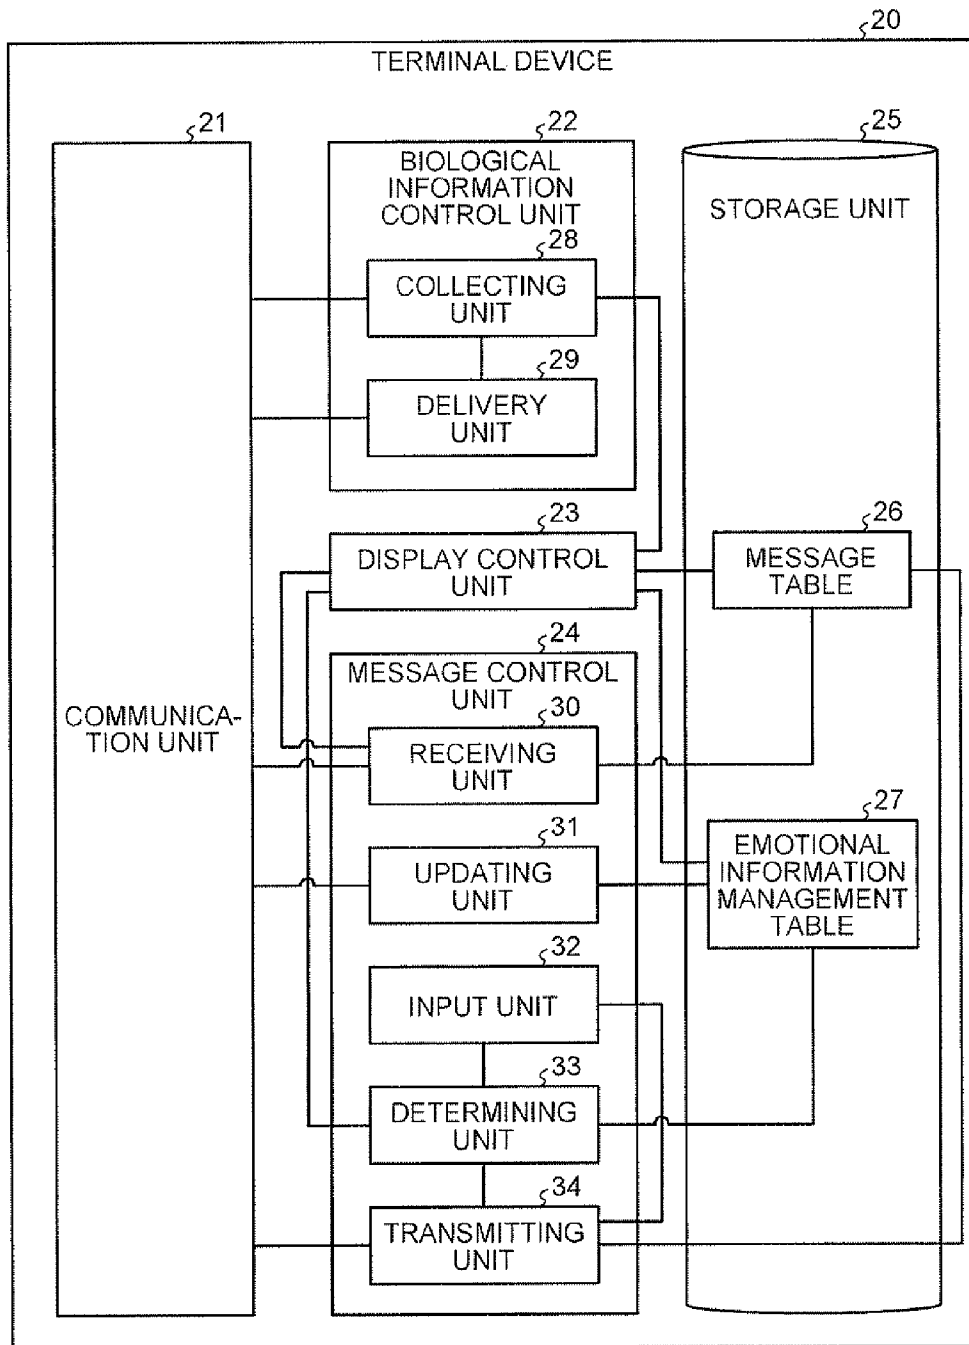 20
TERMINAL DEVICE
21
22
25
BIOLOGICAL
INFORMATION
CONTROL UNIT
STORAGE UNIT
28
COLLECTING
UNIT
29
DELIVERY
UNIT
23
DISPLAY CONTROL
UNIT
26
MESSAGE
TABLE
24
MESSAGE CONTROL
UNIT
COMMUNICA-
TION UNIT
30
RECEIVING
UNIT
27
EMOTIONAL
INFORMATION
MANAGEMENT
TABLE
31
UPDATING
UNIT
32
INPUT UNIT
33
DETERMINING
UNIT
34
TRANSMITTING
UNIT